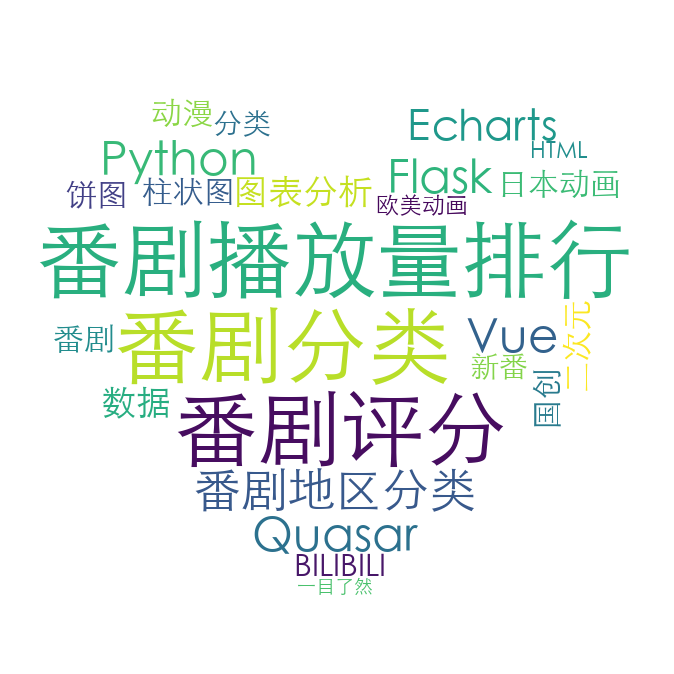 动漫
分类
Echarts
Python
HTML
Flask
日本动画
饼图
柱状图
图表分析
欧美动画
番剧播放量排行
番剧
番剧分类
Vue
二次元
新番
国创
数据
番剧评分
番剧地区分类
Quasar
BILIBILI
一目了然